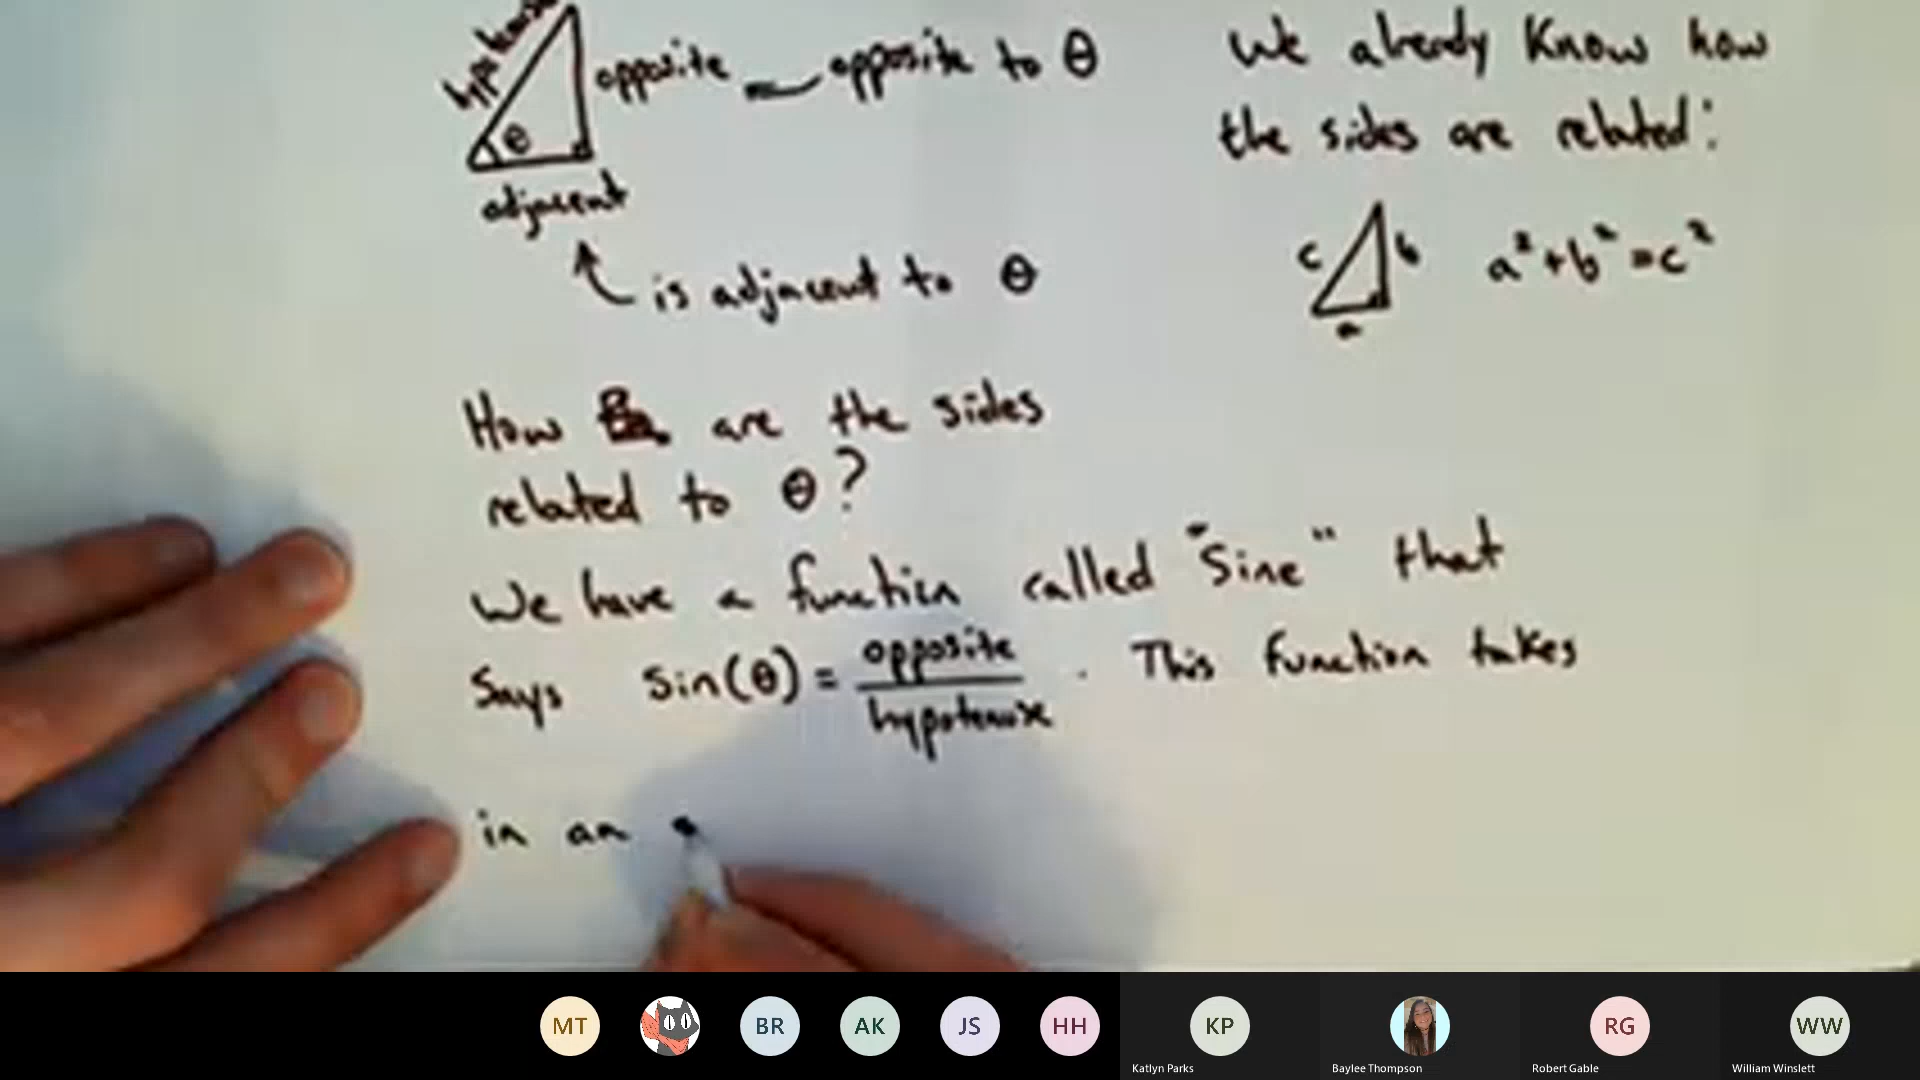 hypotenuse
opposite — opposite to θ
θ
adjacent
is adjacent to θ
We already Know how
the sides are related:
c b a²+b²=c²
a
How are the sides
related to θ?
We have a function called "Sine" that
Says sin(θ) = opposite/hypotenuse. This function takes
in an
MT BR AK JS HH KP RG WW
Katlyn Parks Baylee Thompson Robert Gable William Winslett